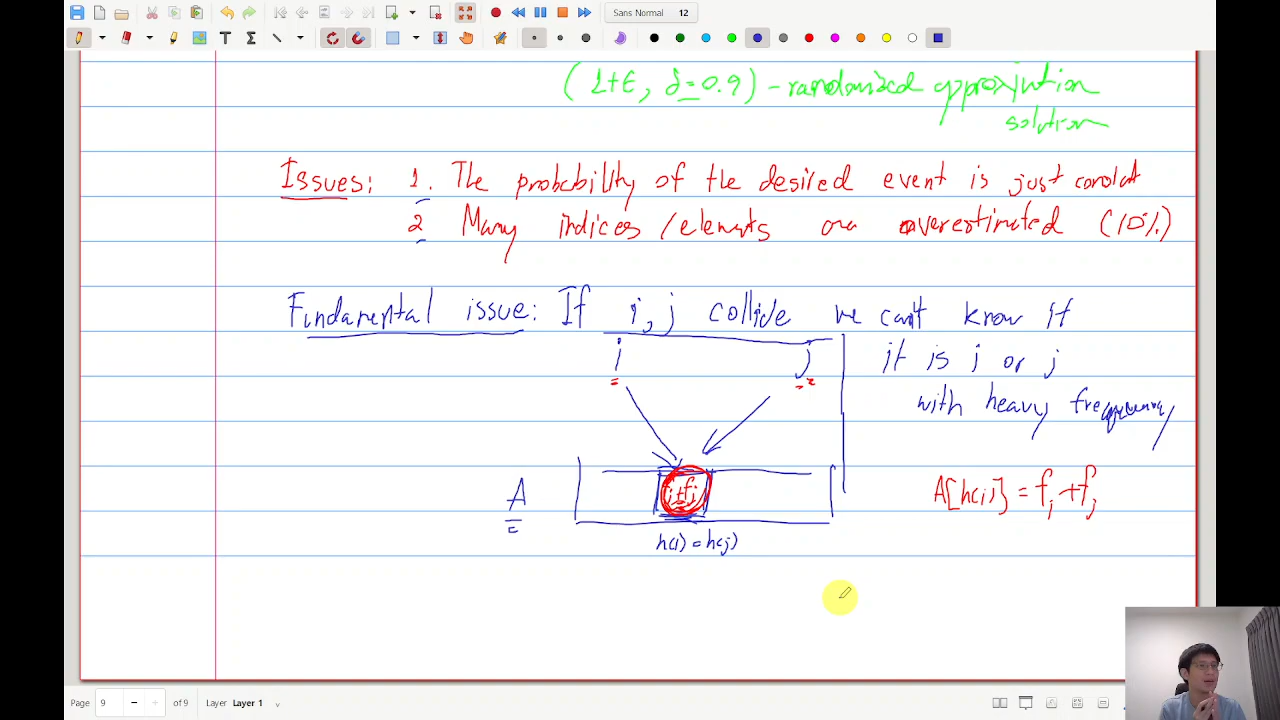 Sans Normal 12
(1+ε, δ=0.9) - randomized approximation
solution
Issues: 1. The probability of the desired event is just constant
2 Many indices/elements are overestimated (10%)
Fundamental issue: If i,j collide we can't know if
it is i or j
with heavy frequency
i j
A fi+fj A[h(i)] = fi + fj
h(i) = h(j)
Page 9 of 9 Layer Layer 1